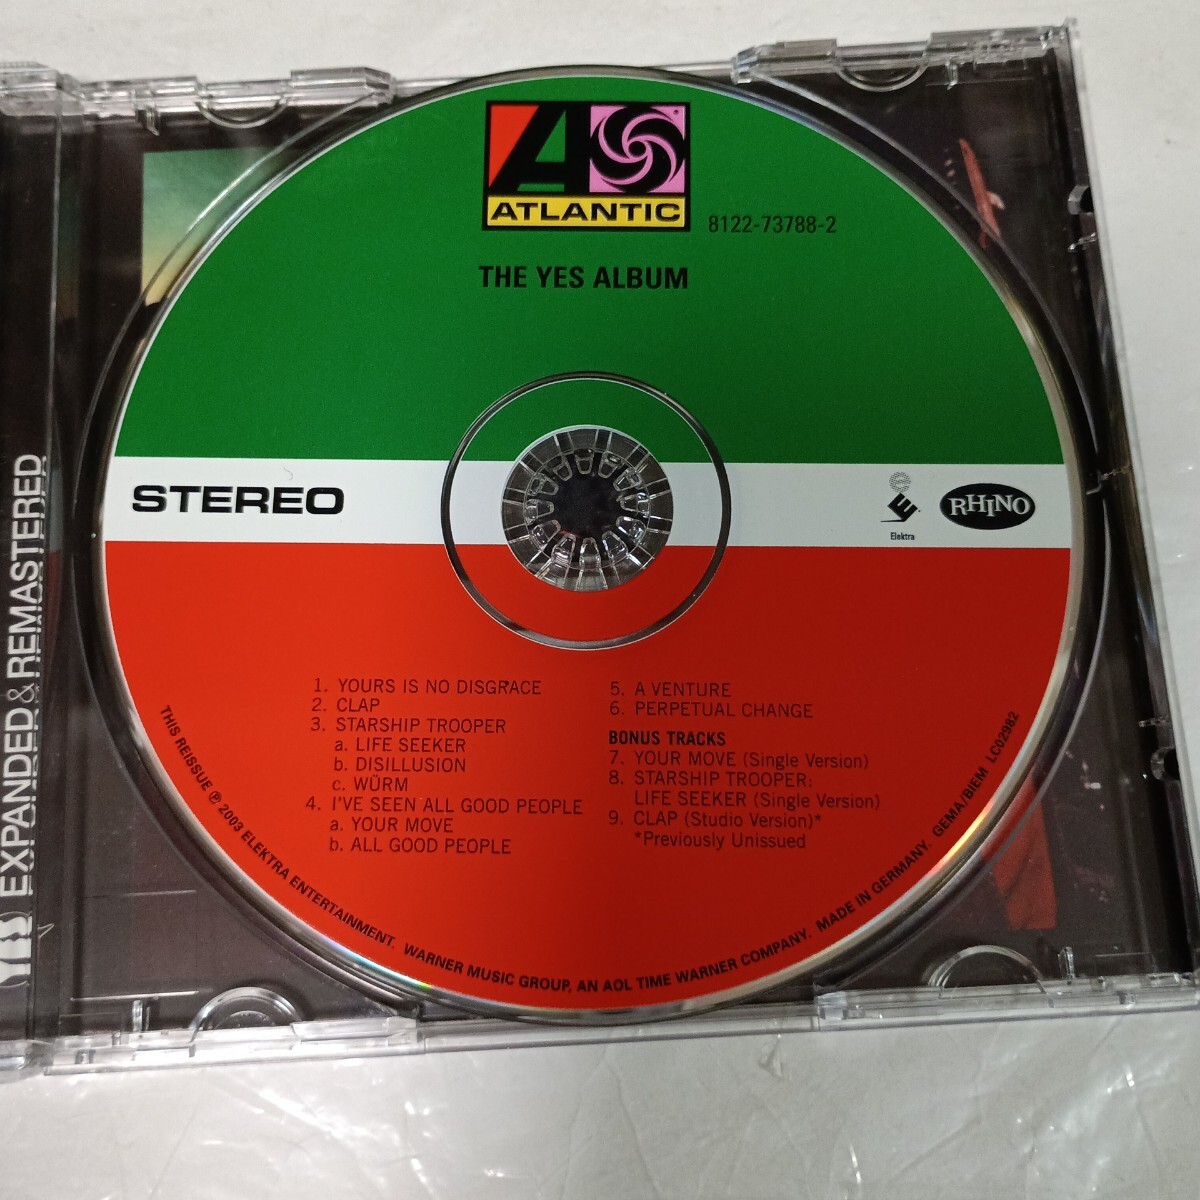 ATLANTIC
8122-73788-2
THE YES ALBUM
STEREO
Elektra
RHINO
1. YOURS IS NO DISGRACE
2. CLAP
3. STARSHIP TROOPER
a. LIFE SEEKER
b. DISILLUSION
c. WÜRM
4. I'VE SEEN ALL GOOD PEOPLE
a. YOUR MOVE
b. ALL GOOD PEOPLE
5. A VENTURE
6. PERPETUAL CHANGE
BONUS TRACKS
7. YOUR MOVE (Single Version)
8. STARSHIP TROOPER:
LIFE SEEKER (Single Version)
9. CLAP (Studio Version)*
*Previously Unissued
THIS REISSUE ℗ 2003 ELEKTRA ENTERTAINMENT. WARNER MUSIC GROUP, AN AOL TIME WARNER COMPANY. MADE IN GERMANY. GEMA/BIEM LC02982
(YES) EXPANDED & REMASTERED